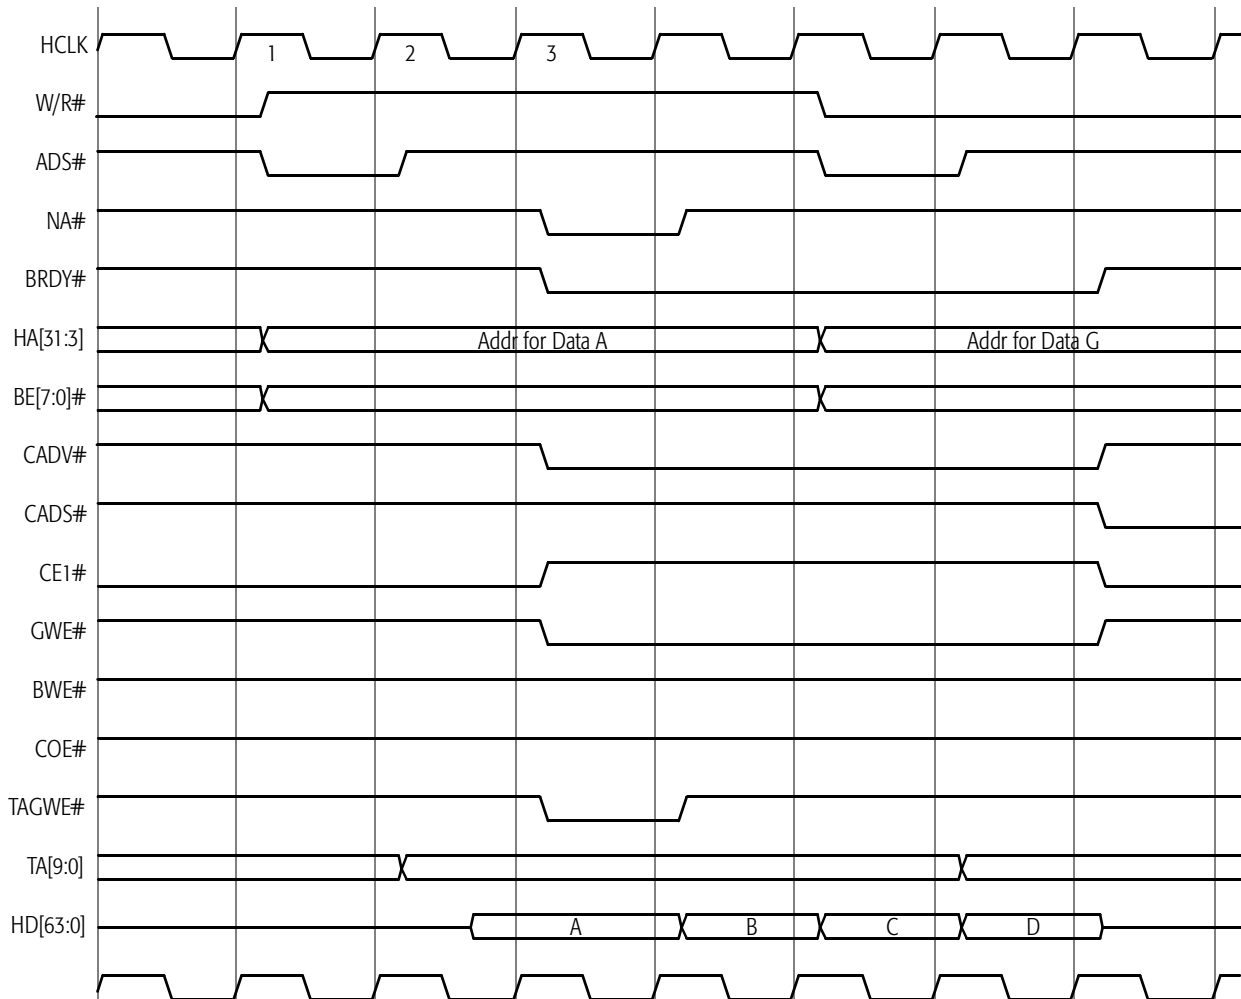 HCLK
1 2 3
W/R#
ADS#
NA#
BRDY#
HA[31:3]
Addr for Data A
Addr for Data G
BE[7:0]#
CADV#
CADS#
CE1#
GWE#
BWE#
COE#
TAGWE#
TA[9:0]
HD[63:0]
A B C D